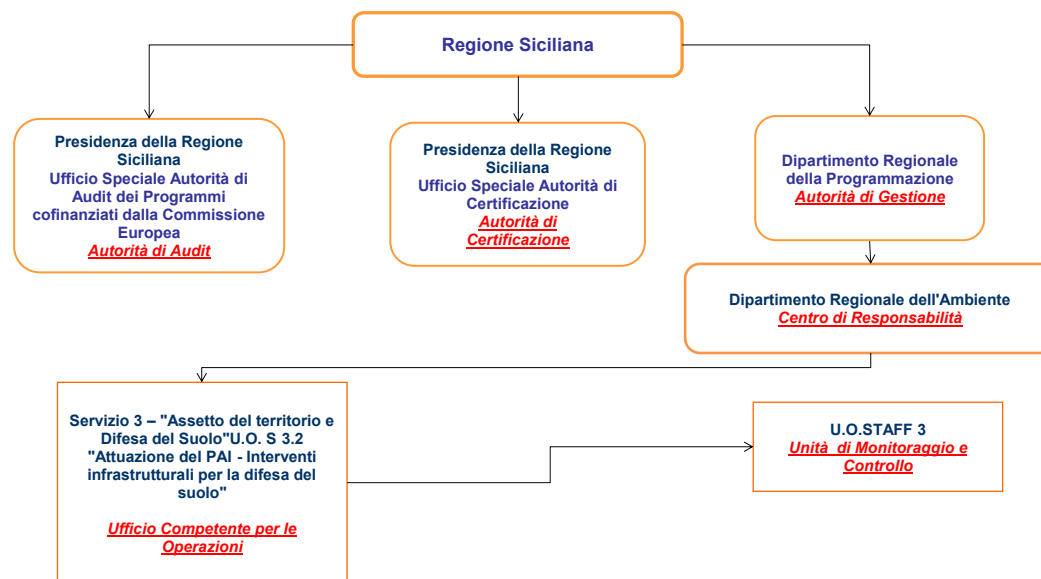 Regione Siciliana
Presidenza della Regione
Siciliana
Ufficio Speciale Autorità di
Audit dei Programmi
cofinanziati dalla Commissione
Europea
Autorità di Audit
Presidenza della Regione
Siciliana
Ufficio Speciale Autorità di
Certificazione
Autorità di
Certificazione
Dipartimento Regionale
della Programmazione
Autorità di Gestione
Dipartimento Regionale dell'Ambiente
Centro di Responsabilità
Servizio 3 – "Assetto del territorio e
Difesa del Suolo"U.O. S 3.2
"Attuazione del PAI - Interventi
infrastrutturali per la difesa del
suolo"
Ufficio Competente per le
Operazioni
U.O.STAFF 3
Unità di Monitoraggio e
Controllo